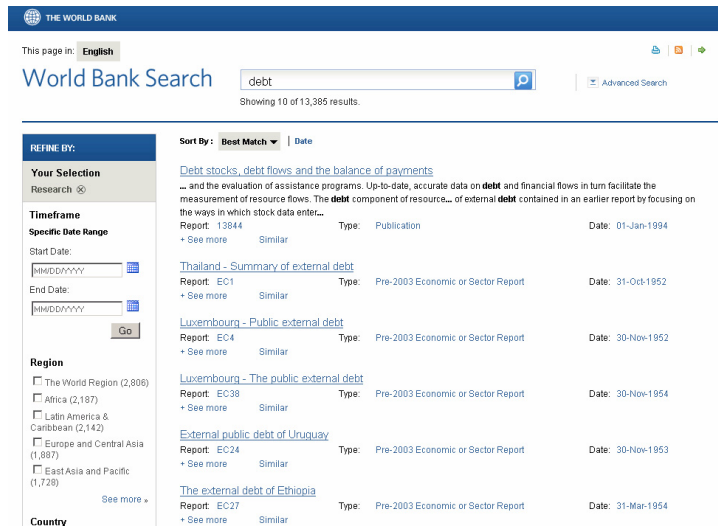 THE WORLD BANK
This page in: English
World Bank Search
debt
Advanced Search
Showing 10 of 13,385 results.
REFINE BY:
Your Selection
Research
Timeframe
Specific Date Range
Start Date:
MM/DD/YYYY
End Date:
MM/DD/YYYY
Go
Region
The World Region (2,806)
Africa (2,187)
Latin America &
Caribbean (2,142)
Europe and Central Asia
(1,887)
East Asia and Pacific
(1,728)
See more »
Country
Sort By : Best Match | Date
Debt stocks, debt flows and the balance of payments
... and the evaluation of assistance programs. Up-to-date, accurate data on debt and financial flows in turn facilitate the
measurement of resource flows. The debt component of resource... of external debt contained in an earlier report by focusing on
the ways in which stock data enter...
Report: 13844 Type: Publication Date: 01-Jan-1994
+ See more Similar
Thailand - Summary of external debt
Report: EC1 Type: Pre-2003 Economic or Sector Report Date: 31-Oct-1952
+ See more Similar
Luxembourg - Public external debt
Report: EC4 Type: Pre-2003 Economic or Sector Report Date: 30-Nov-1952
+ See more Similar
Luxembourg - The public external debt
Report: EC38 Type: Pre-2003 Economic or Sector Report Date: 30-Nov-1954
+ See more Similar
External public debt of Uruguay
Report: EC24 Type: Pre-2003 Economic or Sector Report Date: 30-Nov-1953
+ See more Similar
The external debt of Ethiopia
Report: EC27 Type: Pre-2003 Economic or Sector Report Date: 31-Mar-1954
+ See more Similar